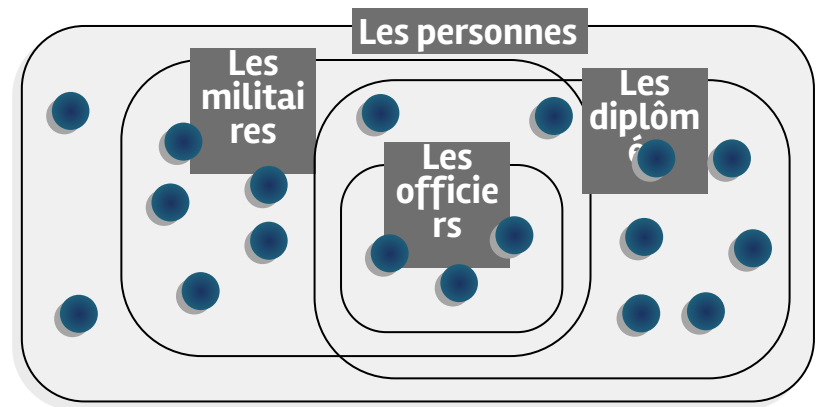 Les personnes
Les
militai
res
Les
diplôm
é
Les
officie
rs